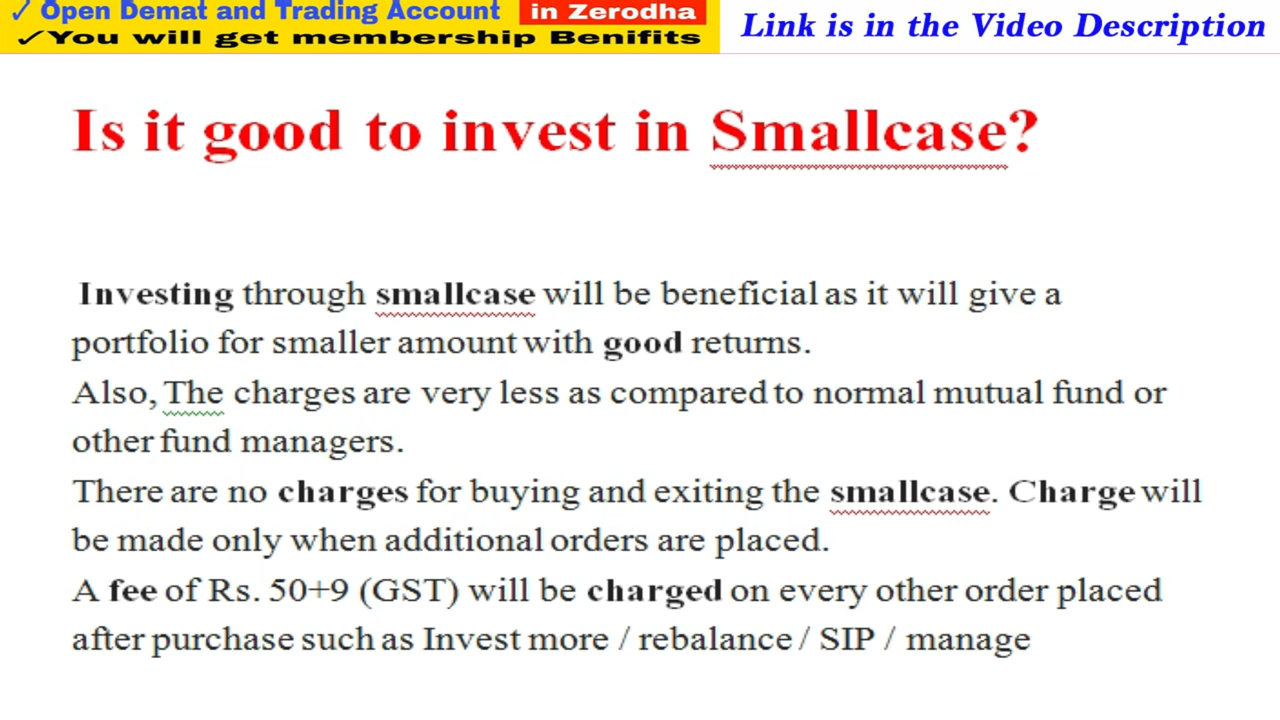 ✓ Open Demat and Trading Account in Zerodha
✓You will get membership Benifits
Link is in the Video Description
Is it good to invest in Smallcase?
Investing through smallcase will be beneficial as it will give a
portfolio for smaller amount with good returns.
Also, The charges are very less as compared to normal mutual fund or
other fund managers.
There are no charges for buying and exiting the smallcase. Charge will
be made only when additional orders are placed.
A fee of Rs. 50+9 (GST) will be charged on every other order placed
after purchase such as Invest more / rebalance / SIP / manage